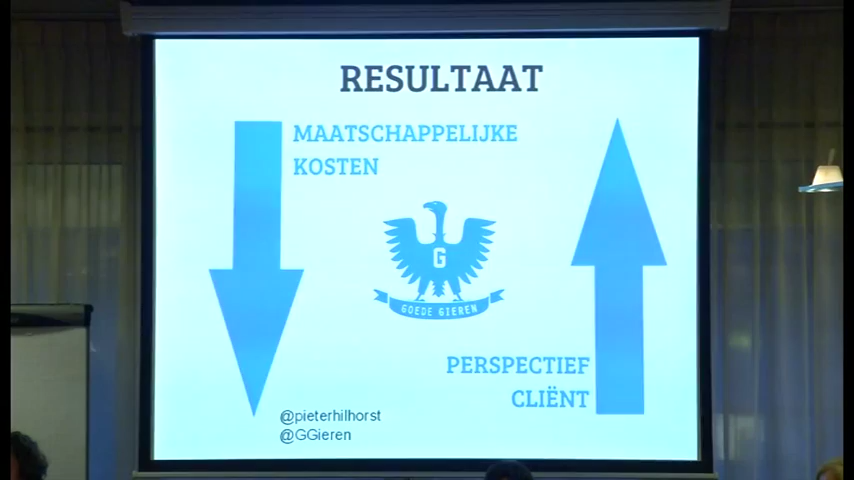 RESULTAAT
MAATSCHAPPELIJKE
KOSTEN
G
GOEDE GIEREN
PERSPECTIEF
CLIËNT
@pieterhilhorst
@GGieren